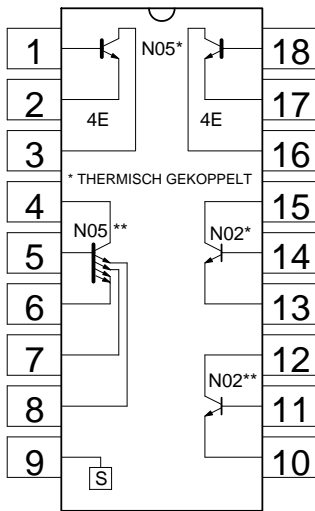 1
18
N05*
2
17
4E
4E
3
16
* THERMISCH GEKOPPELT
4
15
N05 **
N02*
5
14
6
13
7
12
N02**
8
11
9
10
S